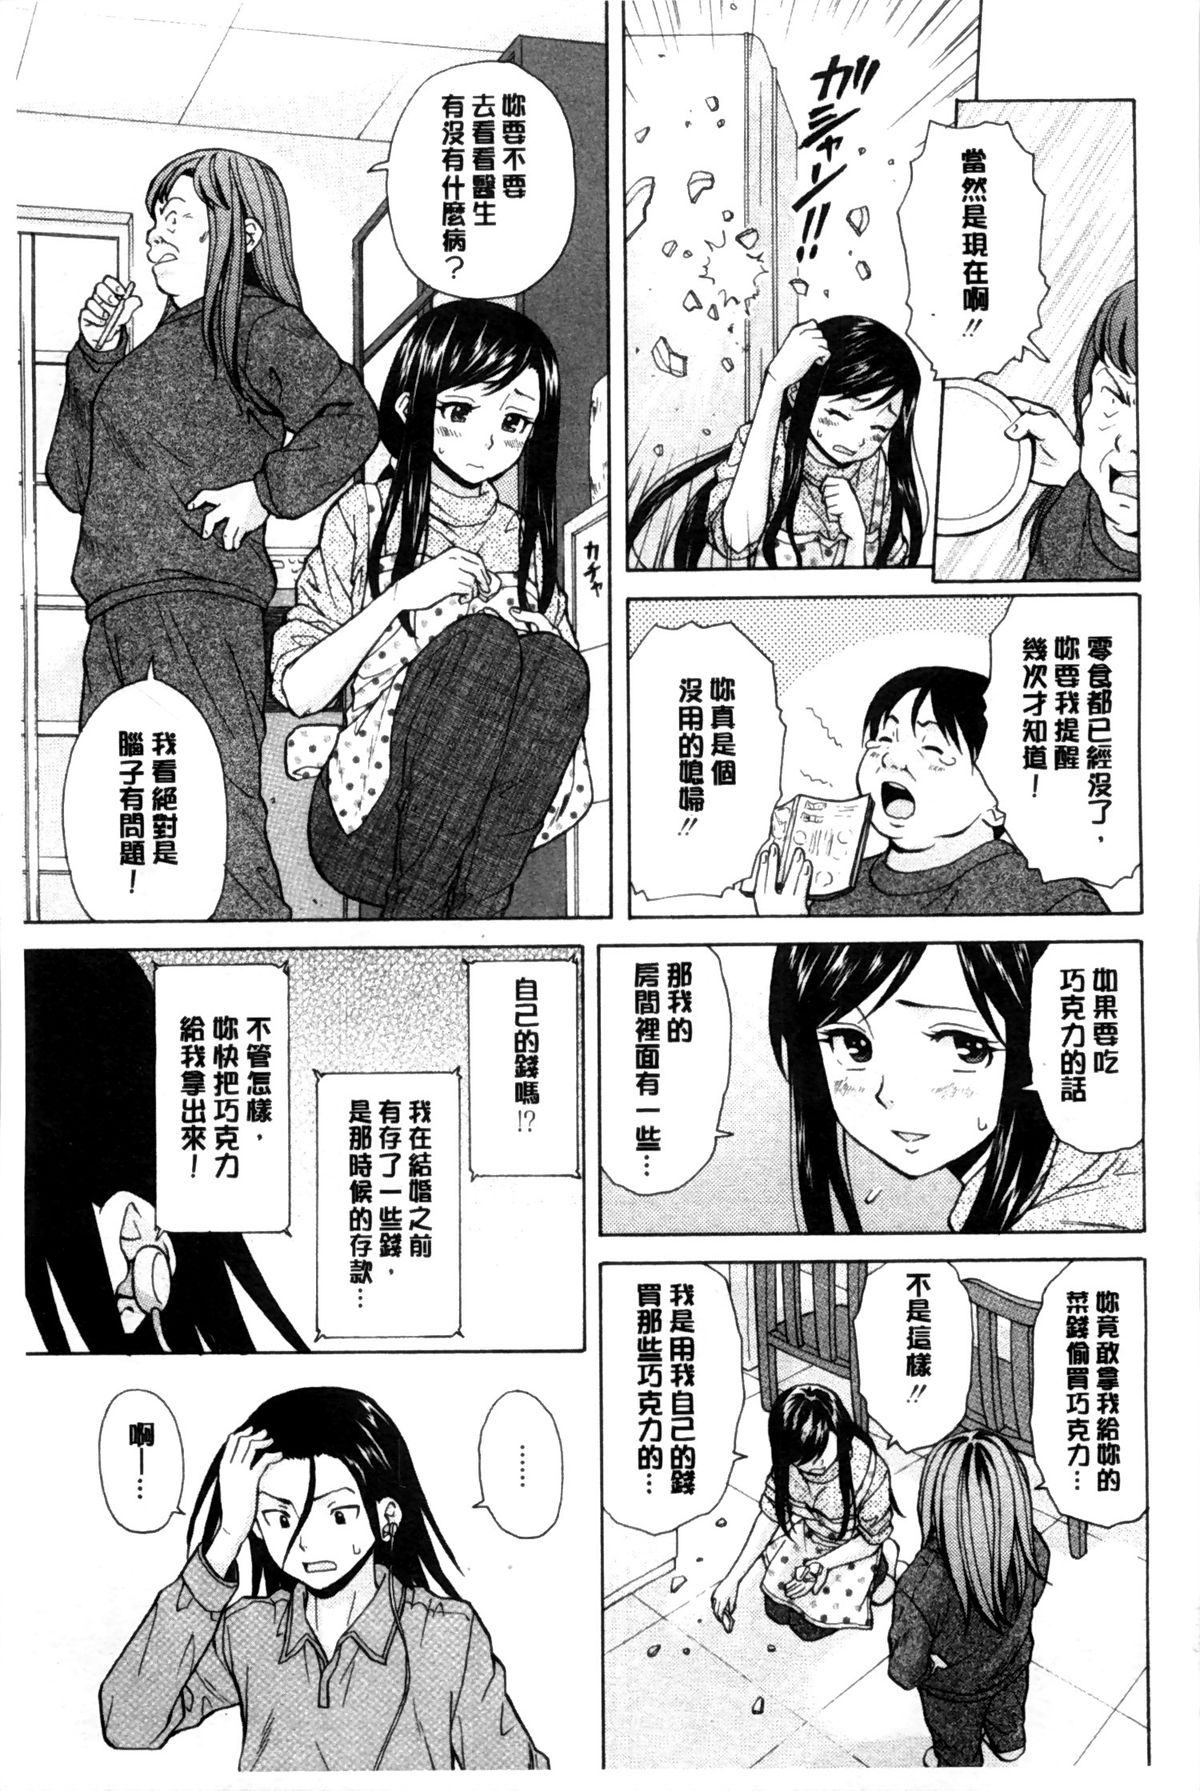 當然是現在啊!!
ガシャーン!!
零食都已經沒了，
妳要我提醒
幾次才知道！
妳真是個
沒用的媳婦!!
妳要不要
去看看醫生
有沒有什麼病？
カチャ
我看絕對是
腦子有問題！
如果要吃
巧克力的話
那我的
房間裡面有一些…
妳竟敢拿我給妳的
菜錢偷買巧克力…
不是這樣!!
我是用我自己的錢
買那些巧克力的…
自己的錢嗎!?
我在結婚之前
有存了一些錢，
是那時候的存款…
不管怎樣，
妳快把巧克力
給我拿出來！
……
啊—…